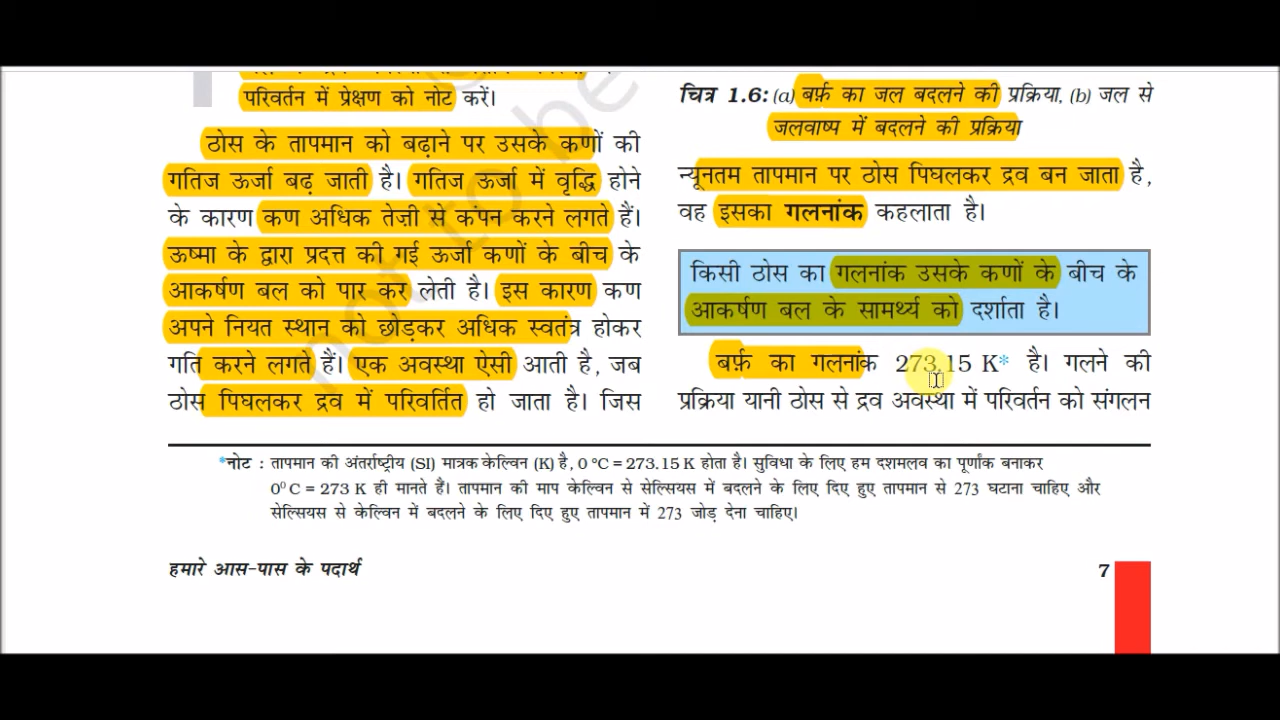 परिवर्तन में प्रेक्षण को नोट करें।
ठोस के तापमान को बढ़ाने पर उसके कणों की
गतिज ऊर्जा बढ़ जाती है। गतिज ऊर्जा में वृद्धि होने
के कारण कण अधिक तेज़ी से कंपन करने लगते हैं।
ऊष्मा के द्वारा प्रदत्त की गई ऊर्जा कणों के बीच के
आकर्षण बल को पार कर लेती है। इस कारण कण
अपने नियत स्थान को छोड़कर अधिक स्वतंत्र होकर
गति करने लगते हैं। एक अवस्था ऐसी आती है, जब
ठोस पिघलकर द्रव में परिवर्तित हो जाता है। जिस
चित्र 1.6: (a) बर्फ़ का जल बदलने की प्रक्रिया, (b) जल से
जलवाष्प में बदलने की प्रक्रिया
न्यूनतम तापमान पर ठोस पिघलकर द्रव बन जाता है,
वह इसका गलनांक कहलाता है।
किसी ठोस का गलनांक उसके कणों के बीच के
आकर्षण बल के सामर्थ्य को दर्शाता है।
बर्फ़ का गलनांक 273.15 K* है। गलने की
प्रक्रिया यानी ठोस से द्रव अवस्था में परिवर्तन को संगलन
*नोट : तापमान की अंतर्राष्ट्रीय (SI) मात्रक केल्विन (K) है, 0 °C = 273.15 K होता है। सुविधा के लिए हम दशमलव का पूर्णांक बनाकर
0⁰ C = 273 K ही मानते हैं। तापमान की माप केल्विन से सेल्सियस में बदलने के लिए दिए हुए तापमान से 273 घटाना चाहिए और
सेल्सियस से केल्विन में बदलने के लिए दिए हुए तापमान में 273 जोड़ देना चाहिए।
हमारे आस-पास के पदार्थ
7
not to be